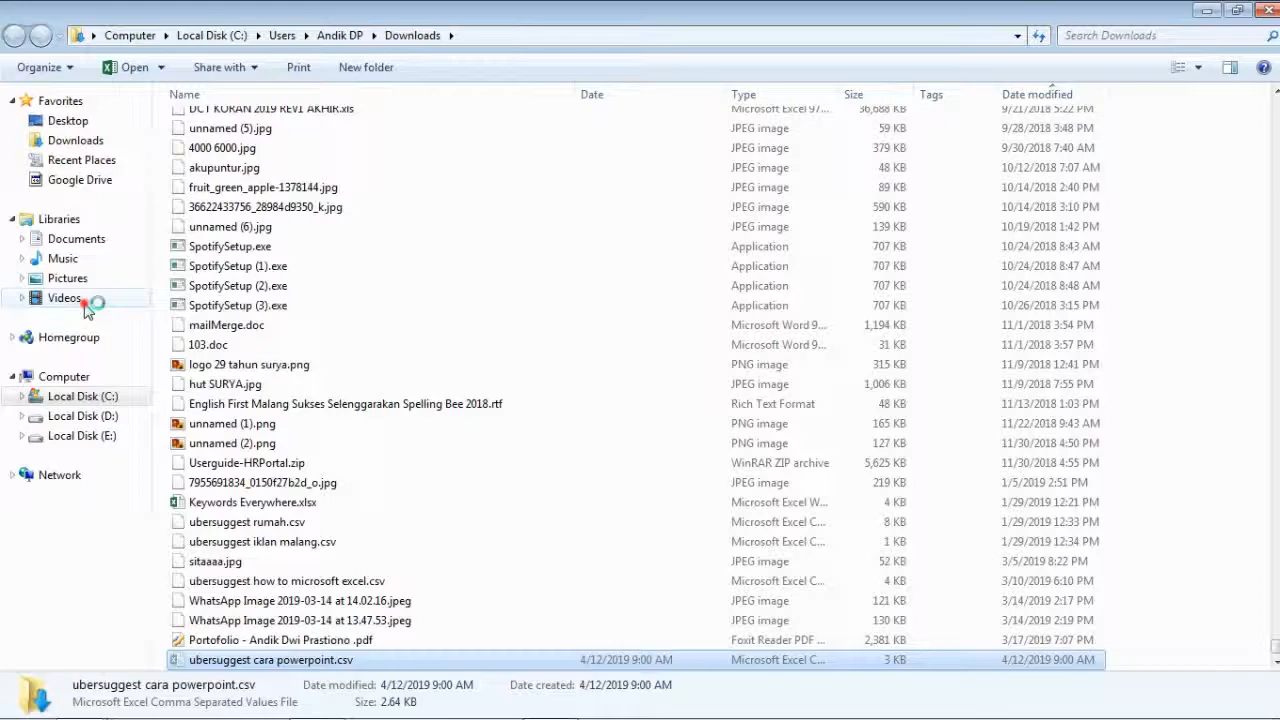 Computer Local Disk (C:) Users Andik DP Downloads Search Downloads
Organize Open Share with Print New folder
Favorites
Desktop
Downloads
Recent Places
Google Drive
Libraries
Documents
Music
Pictures
Videos
Homegroup
Computer
Local Disk (C:)
Local Disk (D:)
Local Disk (E:)
Network
Name Date Type Size Tags Date modified
DCT KORAN 2019 REV1 AKHIR.xls Microsoft Excel 97... 36,688 KB 9/21/2018 5:22 PM
unnamed (5).jpg JPEG image 59 KB 9/28/2018 3:48 PM
4000 6000.jpg JPEG image 379 KB 9/30/2018 7:40 AM
akupuntur.jpg JPEG image 48 KB 10/12/2018 7:07 AM
fruit_green_apple-1378144.jpg JPEG image 89 KB 10/14/2018 2:40 PM
36622433756_28984d9350_k.jpg JPEG image 590 KB 10/14/2018 3:10 PM
unnamed (6).jpg JPEG image 139 KB 10/19/2018 1:42 PM
SpotifySetup.exe Application 707 KB 10/24/2018 8:43 AM
SpotifySetup (1).exe Application 707 KB 10/24/2018 8:47 AM
SpotifySetup (2).exe Application 707 KB 10/24/2018 8:48 AM
SpotifySetup (3).exe Application 707 KB 10/26/2018 3:15 PM
mailMerge.doc Microsoft Word 9... 1,194 KB 11/1/2018 3:54 PM
103.doc Microsoft Word 9... 31 KB 11/1/2018 3:57 PM
logo 29 tahun surya.png PNG image 315 KB 11/9/2018 12:41 PM
hut SURYA.jpg JPEG image 1,006 KB 11/9/2018 7:55 PM
English First Malang Sukses Selenggarakan Spelling Bee 2018.rtf Rich Text Format 48 KB 11/13/2018 1:03 PM
unnamed (1).png PNG image 165 KB 11/22/2018 9:43 AM
unnamed (2).png PNG image 127 KB 11/30/2018 4:50 PM
Userguide-HRPortal.zip WinRAR ZIP archive 5,625 KB 11/30/2018 4:55 PM
7955691834_0150f27b2d_o.jpg JPEG image 219 KB 1/5/2019 2:51 PM
Keywords Everywhere.xlsx Microsoft Excel W... 4 KB 1/29/2019 12:21 PM
ubersuggest rumah.csv Microsoft Excel C... 8 KB 1/29/2019 12:33 PM
ubersuggest iklan malang.csv Microsoft Excel C... 1 KB 1/29/2019 12:34 PM
sitaaaa.jpg JPEG image 52 KB 3/5/2019 8:22 PM
ubersuggest how to microsoft excel.csv Microsoft Excel C... 4 KB 3/10/2019 6:10 PM
WhatsApp Image 2019-03-14 at 14.02.16.jpeg JPEG image 121 KB 3/14/2019 2:17 PM
WhatsApp Image 2019-03-14 at 13.47.53.jpeg JPEG image 130 KB 3/14/2019 2:19 PM
Portofolio - Andik Dwi Prastiono .pdf Foxit Reader PDF ... 2,381 KB 3/17/2019 7:07 PM
ubersuggest cara powerpoint.csv 4/12/2019 9:00 AM Microsoft Excel C... 3 KB 4/12/2019 9:00 AM
ubersuggest cara powerpoint.csv Date modified: 4/12/2019 9:00 AM Date created: 4/12/2019 9:00 AM
Microsoft Excel Comma Separated Values File Size: 2.64 KB